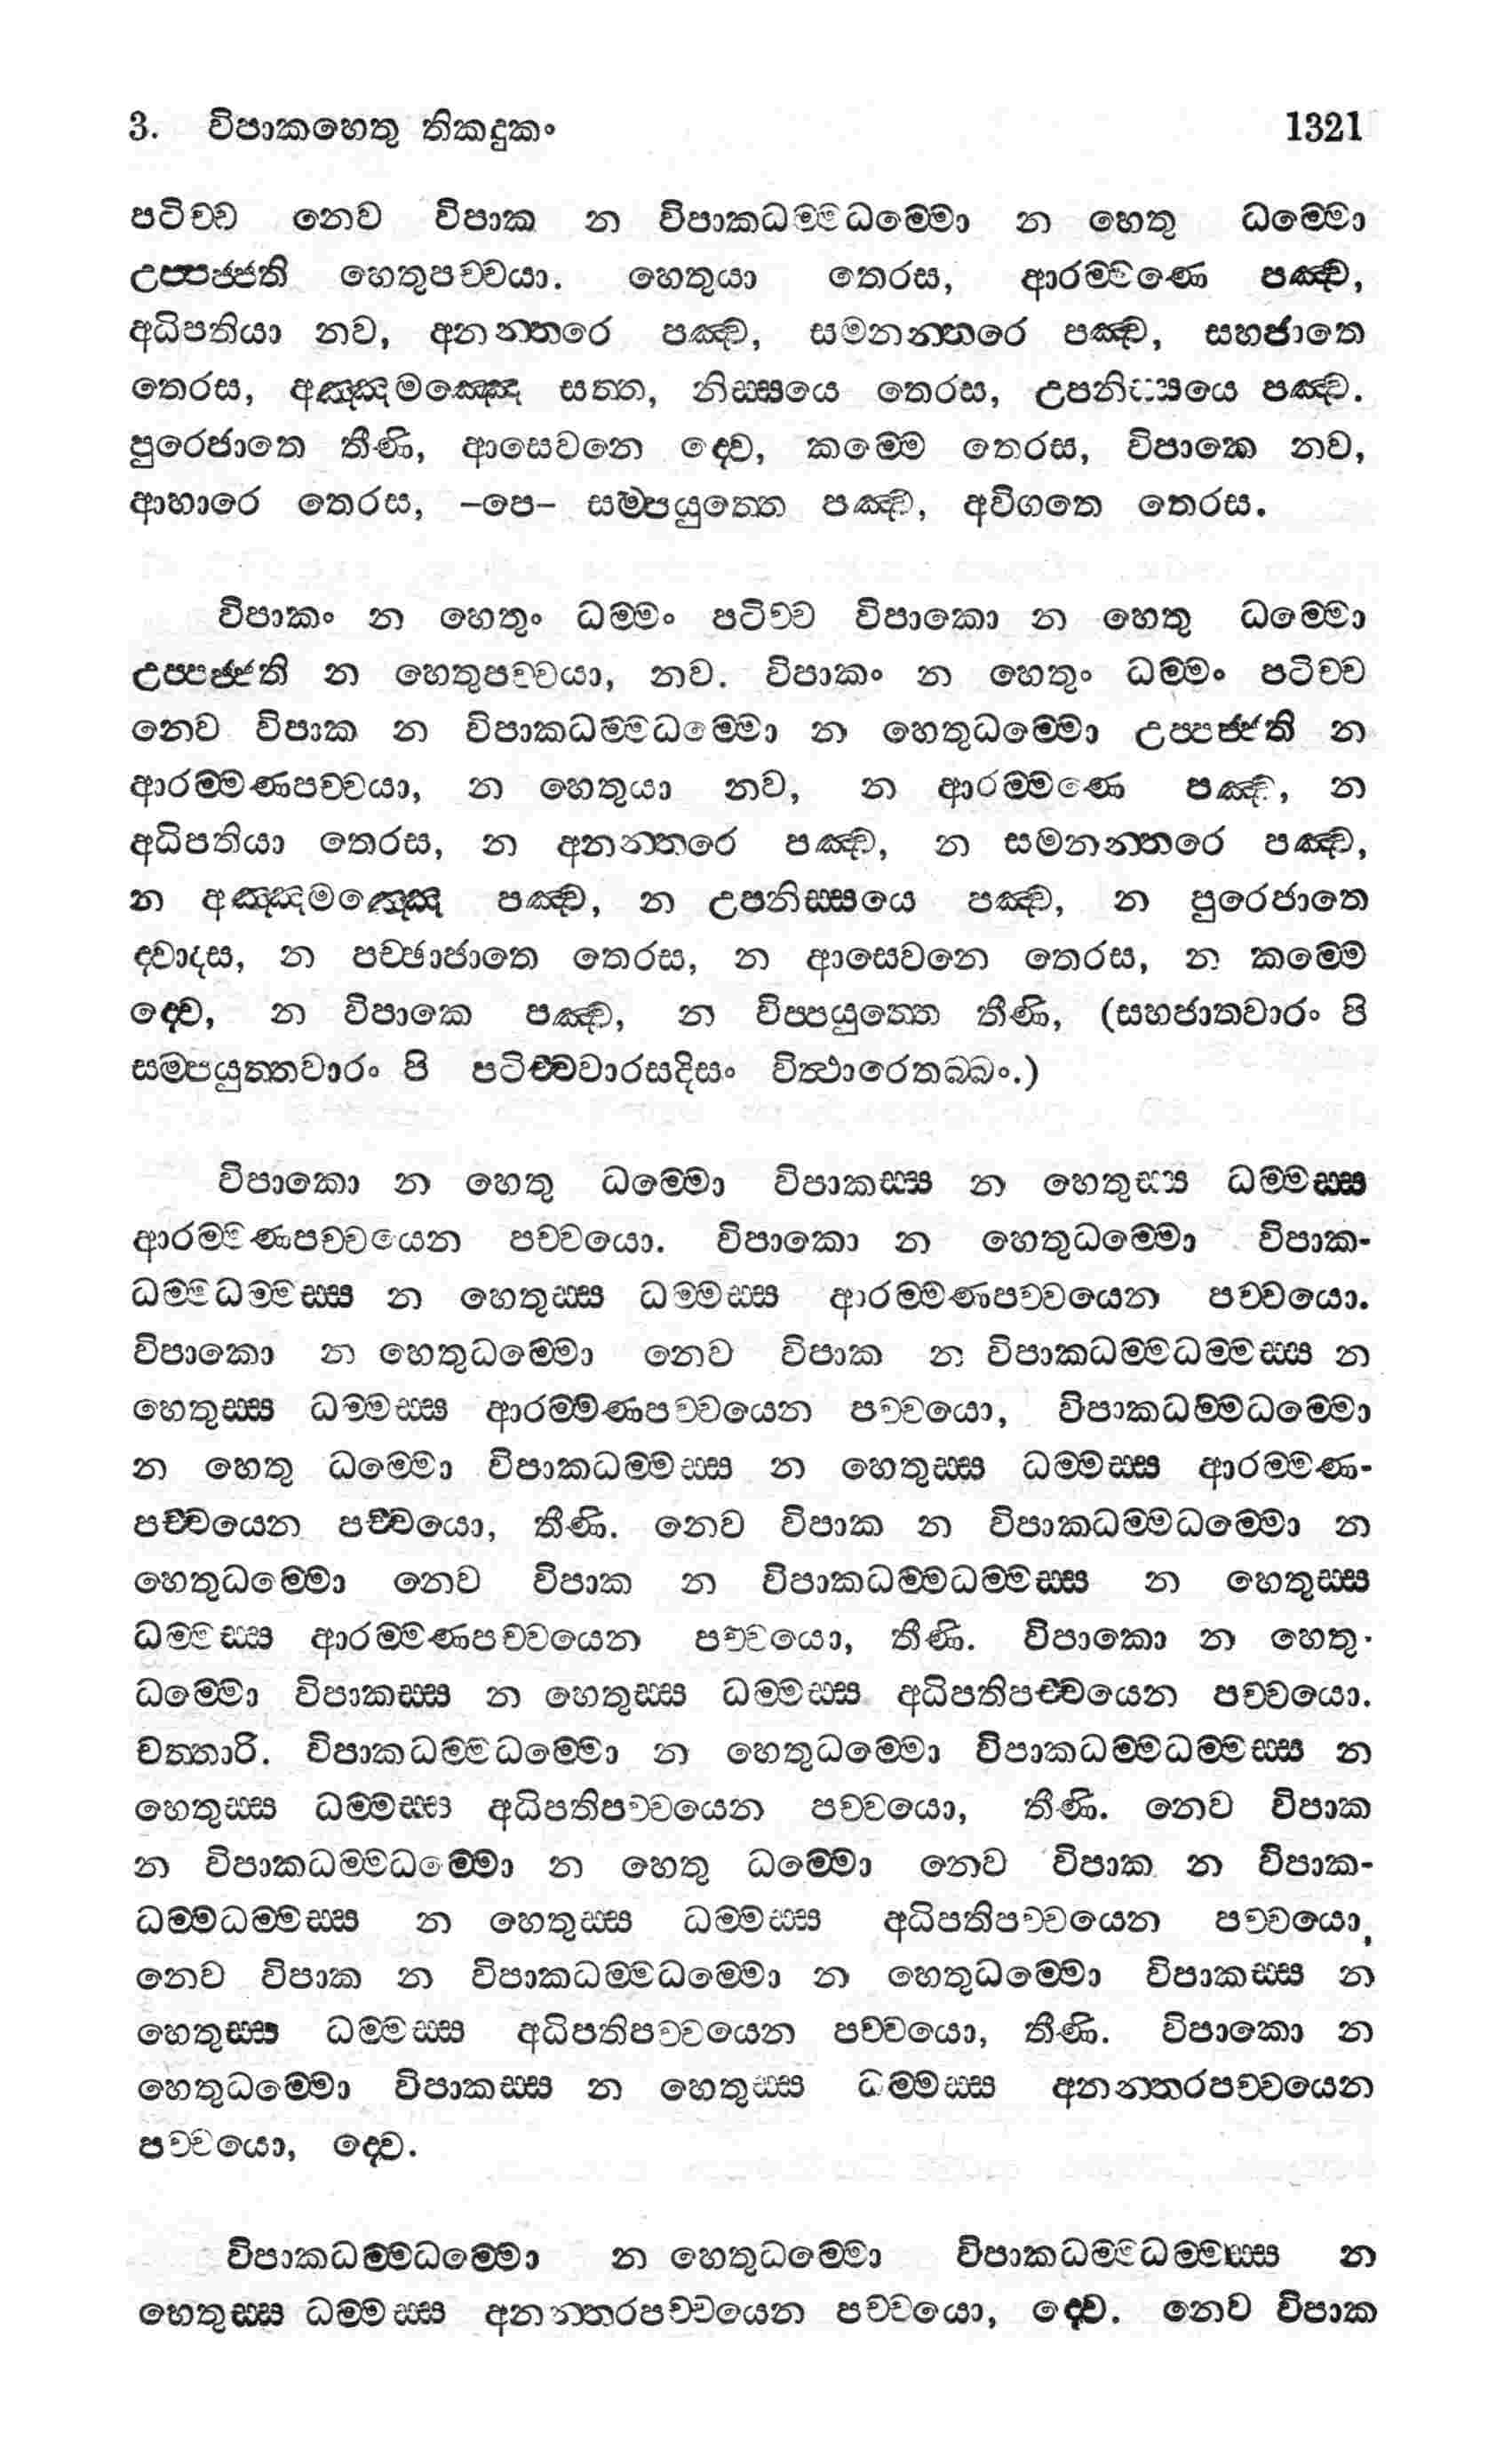 3. විපාකහෙතු තිකදුකං 1321
පටිච්ච නෙව විපාක න විපාකධම්මධම්මො න හෙතු ධම්මො
උප්පජ්ජති හෙතුපච්චයා. හෙතුයා තෙරස, ආරම්මණෙ පඤ්ච,
අධිපතියා නව, අනන්තරෙ පඤ්ච, සමනන්තරෙ පඤ්ච, සහජාතෙ
තෙරස, අඤ්ඤමඤ්ඤෙ සත්ත, නිස්සයෙ තෙරස, උපනිස්සයෙ පඤ්ච.
පුරෙජාතෙ තීණි, ආසෙවනෙ ද්වෙ, කම්මෙ තෙරස, විපාකෙ නව,
ආහාරෙ තෙරස, –පෙ– සම්පයුත්තෙ පඤ්ච, අවිගතෙ තෙරස.
විපාකං න හෙතුං ධම්මං පටිච්ච විපාකො න හෙතු ධම්මො
උප්පජ්ජති න හෙතුපච්චයා, නව. විපාකං න හෙතුං ධම්මං පටිච්ච
නෙව විපාක න විපාකධම්මධම්මො න හෙතුධම්මො උප්පජ්ජති න
ආරම්මණපච්චයා, න හෙතුයා නව, න ආරම්මණෙ පඤ්ච, න
අධිපතියා තෙරස, න අනන්තරෙ පඤ්ච, න සමනන්තරෙ පඤ්ච,
න අඤ්ඤමඤ්ඤෙ පඤ්ච, න උපනිස්සයෙ පඤ්ච, න පුරෙජාතෙ
ද්වාදස, න පච්ඡාජාතෙ තෙරස, න ආසෙවනෙ තෙරස, න කම්මෙ
ද්වෙ, න විපාකෙ පඤ්ච, න විප්පයුත්තෙ තීණි, (සහජාතවාරං පි
සම්පයුත්තවාරං පි පටිච්චවාරසදිසං විත්ථාරෙතබ්බං.)
විපාකො න හෙතු ධම්මො විපාකස්ස න හෙතුස්ස ධම්මස්ස
ආරම්මණපච්චයෙන පච්චයො. විපාකො න හෙතුධම්මො විපාක-
ධම්මධම්මස්ස න හෙතුස්ස ධම්මස්ස ආරම්මණපච්චයෙන පච්චයො.
විපාකො න හෙතුධම්මො නෙව විපාක න විපාකධම්මධම්මස්ස න
හෙතුස්ස ධම්මස්ස ආරම්මණපච්චයෙන පච්චයො, විපාකධම්මධම්මො
න හෙතු ධම්මො විපාකධම්මස්ස න හෙතුස්ස ධම්මස්ස ආරම්මණ-
පච්චයෙන පච්චයො, තීණි. නෙව විපාක න විපාකධම්මධම්මො න
හෙතුධම්මො නෙව විපාක න විපාකධම්මධම්මස්ස න හෙතුස්ස
ධම්මස්ස ආරම්මණපච්චයෙන පච්චයො, තීණි. විපාකො න හෙතු-
ධම්මො විපාකස්ස න හෙතුස්ස ධම්මස්ස අධිපතිපච්චයෙන පච්චයො.
චත්තාරි. විපාකධම්මධම්මො න හෙතුධම්මො විපාකධම්මධම්මස්ස න
හෙතුස්ස ධම්මස්ස අධිපතිපච්චයෙන පච්චයො, තීණි. නෙව විපාක
න විපාකධම්මධම්මො න හෙතු ධම්මො නෙව විපාක න විපාක-
ධම්මධම්මස්ස න හෙතුස්ස ධම්මස්ස අධිපතිපච්චයෙන පච්චයො,
නෙව විපාක න විපාකධම්මධම්මො න හෙතුධම්මො විපාකස්ස න
හෙතුස්ස ධම්මස්ස අධිපතිපච්චයෙන පච්චයො, තීණි. විපාකො න
හෙතුධම්මො විපාකස්ස න හෙතුස්ස ධම්මස්ස අනන්තරපච්චයෙන
පච්චයො, ද්වෙ.
විපාකධම්මධම්මො න හෙතුධම්මො විපාකධම්මධම්මස්ස න
හෙතුස්ස ධම්මස්ස අනන්තරපච්චයෙන පච්චයො, ද්වෙ. නෙව විපාක